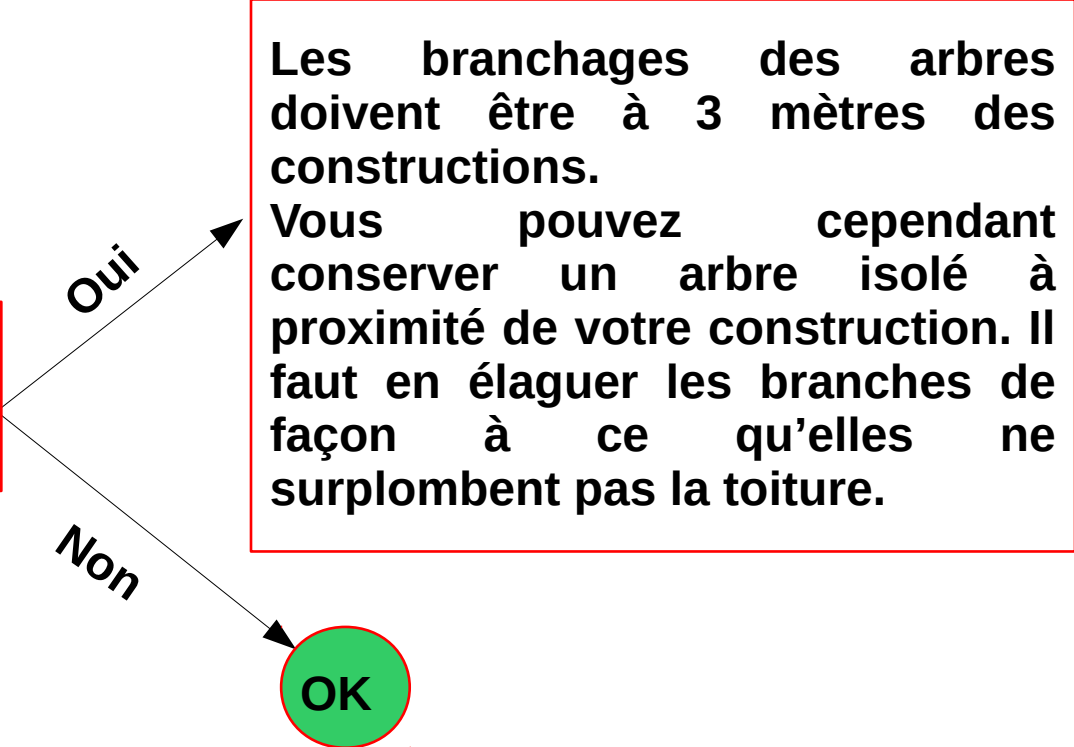 Les branchages des arbres
doivent être à 3 mètres des
constructions.
Vous pouvez cependant
conserver un arbre isolé à
proximité de votre construction. Il
faut en élaguer les branches de
façon à ce qu’elles ne
surplombent pas la toiture.
Oui
Non
OK